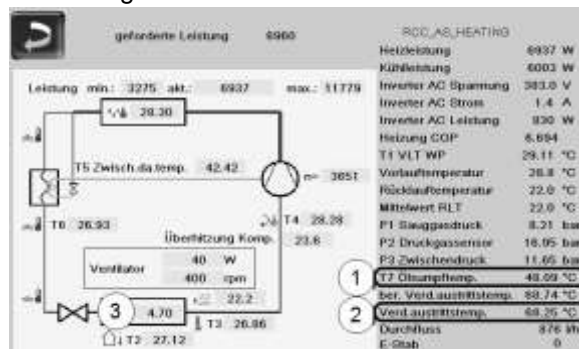 geforderte Leistung 6960
RCC_AS_HEATING
Heizleistung 6937 W
Kühlleistung 6003 W
Leistung min.: 3275 akt.: 6937 max.: 11779
Inverter AC Spannung 383.0 V
Inverter AC Strom 1.4 A
28.30
Inverter AC Leistung 930 W
Heizung COP 6.694
T1 VLT WP 29.11 °C
T5 Zwisch.da.temp. 42.42
n= 3651
Vorlauftemperatur 26.8 °C
Rücklauftemperatur 22.0 °C
Mittelwert RLT 22.0 °C
T6 26.93
T4 28.28
P1 Sauggasdruck 8.21 bar
Überhitzung Komp. 23.6
P2 Druckgassensor 16.95 bar
P3 Zwischendruck 11.65 bar
Ventilator 40 W
400 rpm
1
T7 Ölsumpftemp. 48.09 °C
22.2
ber. Verd.austrittstemp. 68.74 °C
3
4.70
2
Verd.austrittstemp. 68.25 °C
T3 26.86
Durchfluss 876 l/h
T2 27.12
E-Stab 0